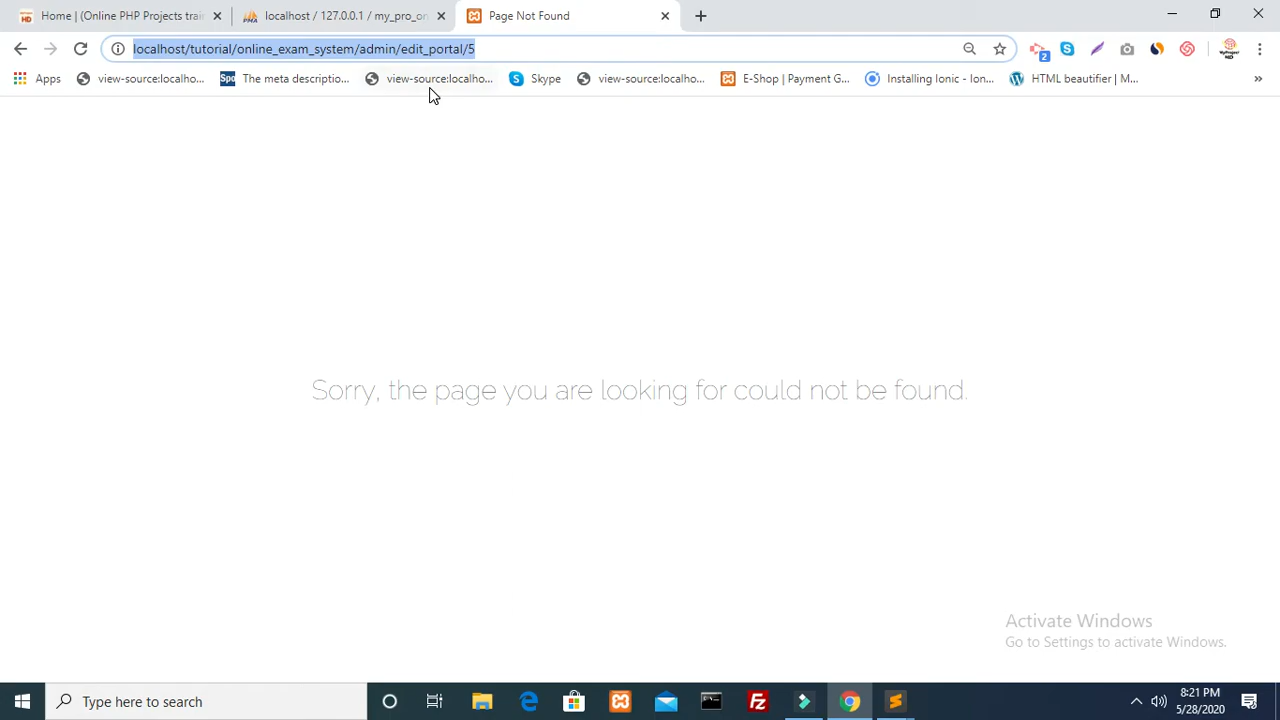 Home | (Online PHP Projects trai
localhost / 127.0.0.1 / my_pro_on
Page Not Found
localhost/tutorial/online_exam_system/admin/edit_portal/5
2
Apps
view-source:localho...
Spo
The meta descriptio...
view-source:localho...
Skype
view-source:localho...
E-Shop | Payment G...
Installing Ionic - Ion...
HTML beautifier | M...
»
Sorry, the page you are looking for could not be found.
Activate Windows
Go to Settings to activate Windows.
Type here to search
8:21 PM
5/28/2020